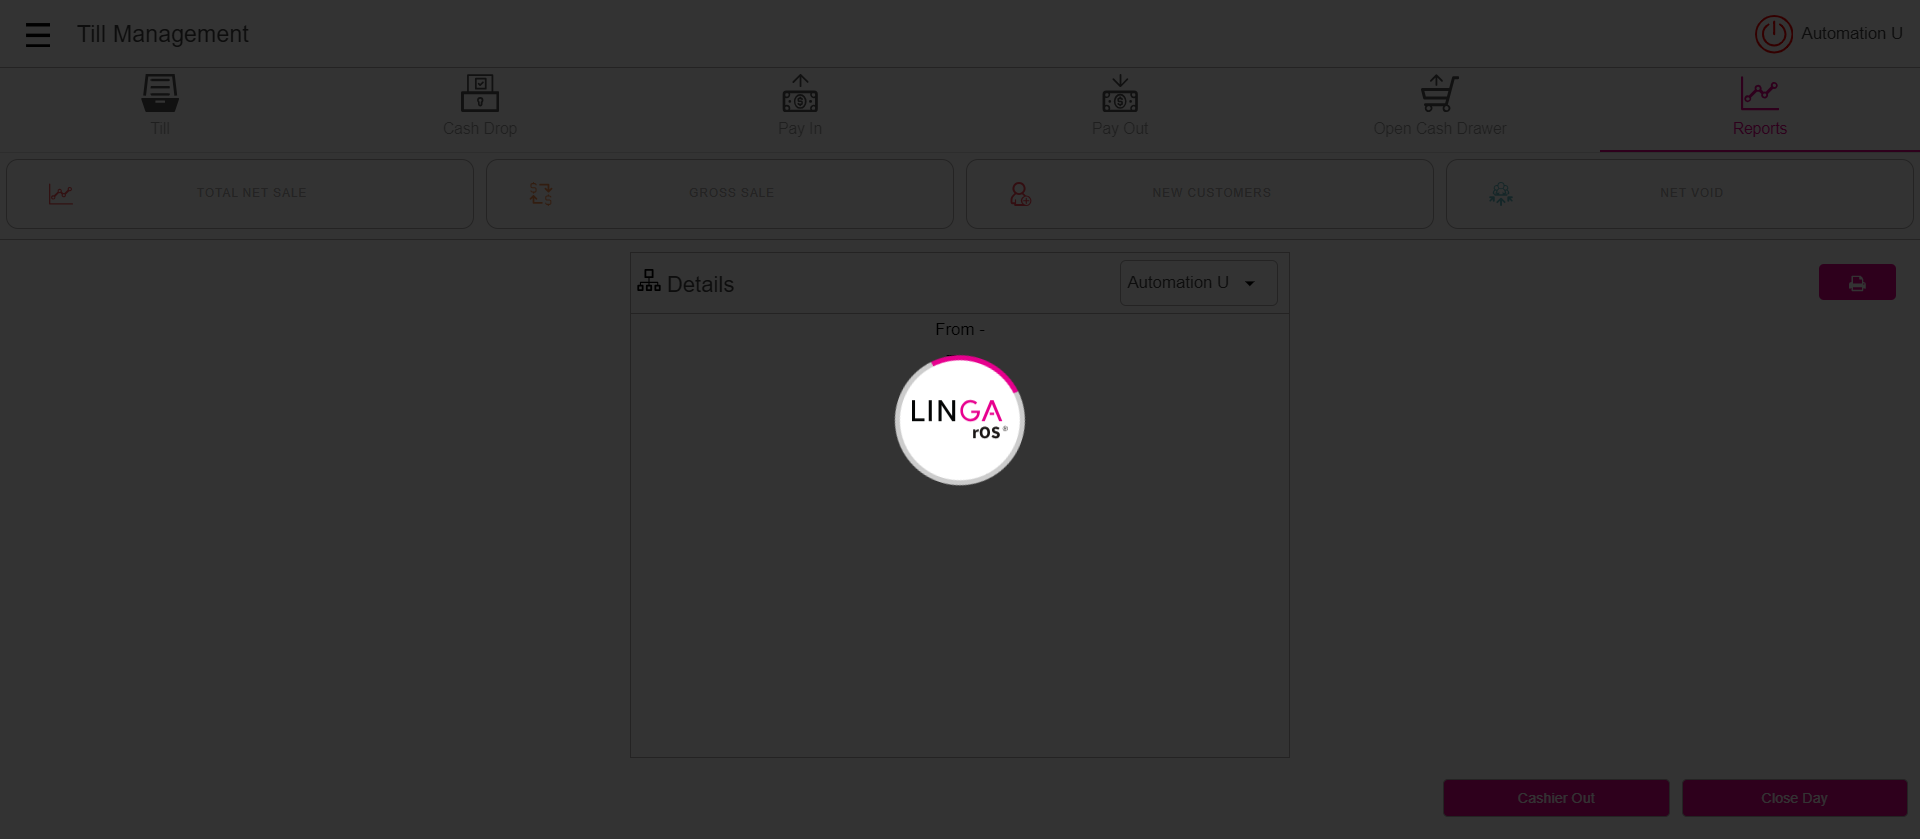 Till Management
Automation U
Till
Cash Drop
Pay In
Pay Out
Open Cash Drawer
Reports
TOTAL NET SALE
GROSS SALE
NEW CUSTOMERS
NET VOID
Details
Automation U
From -
LINGA
rOS®
Cashier Out
Close Day